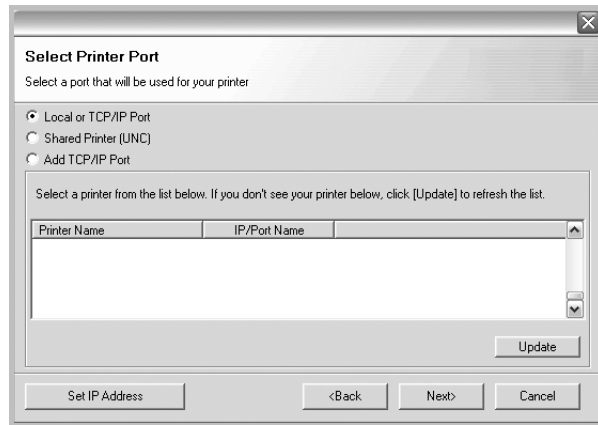 Select Printer Port
Select a port that will be used for your printer
Local or TCP/IP Port
Shared Printer (UNC)
Add TCP/IP Port
Select a printer from the list below. If you don't see your printer below, click [Update] to refresh the list.
Printer Name IP/Port Name
Update
Set IP Address <Back Next> Cancel